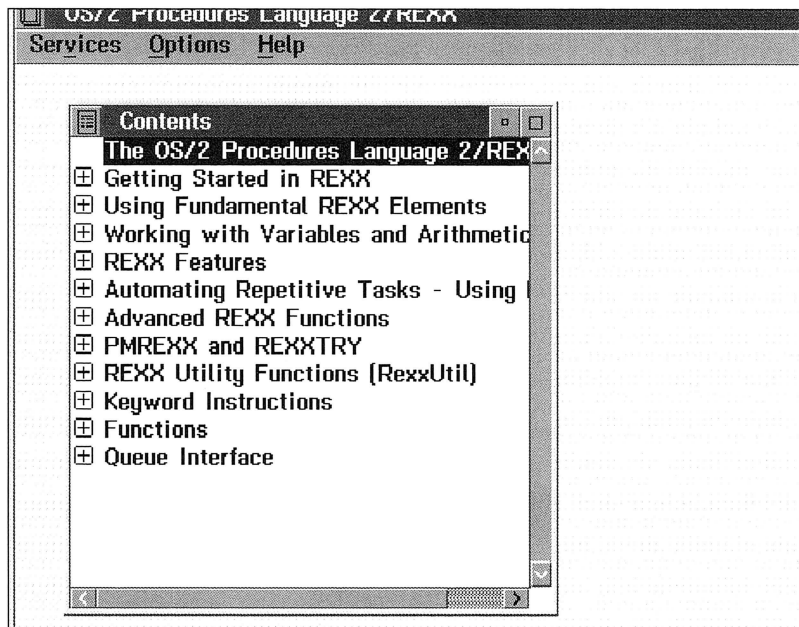 OS/2 Procedures Language 2/REXX
Services Options Help
Contents
The OS/2 Procedures Language 2/REX
Getting Started in REXX
Using Fundamental REXX Elements
Working with Variables and Arithmetic
REXX Features
Automating Repetitive Tasks - Using
Advanced REXX Functions
PMREXX and REXXTRY
REXX Utility Functions (RexxUtil)
Keyword Instructions
Functions
Queue Interface